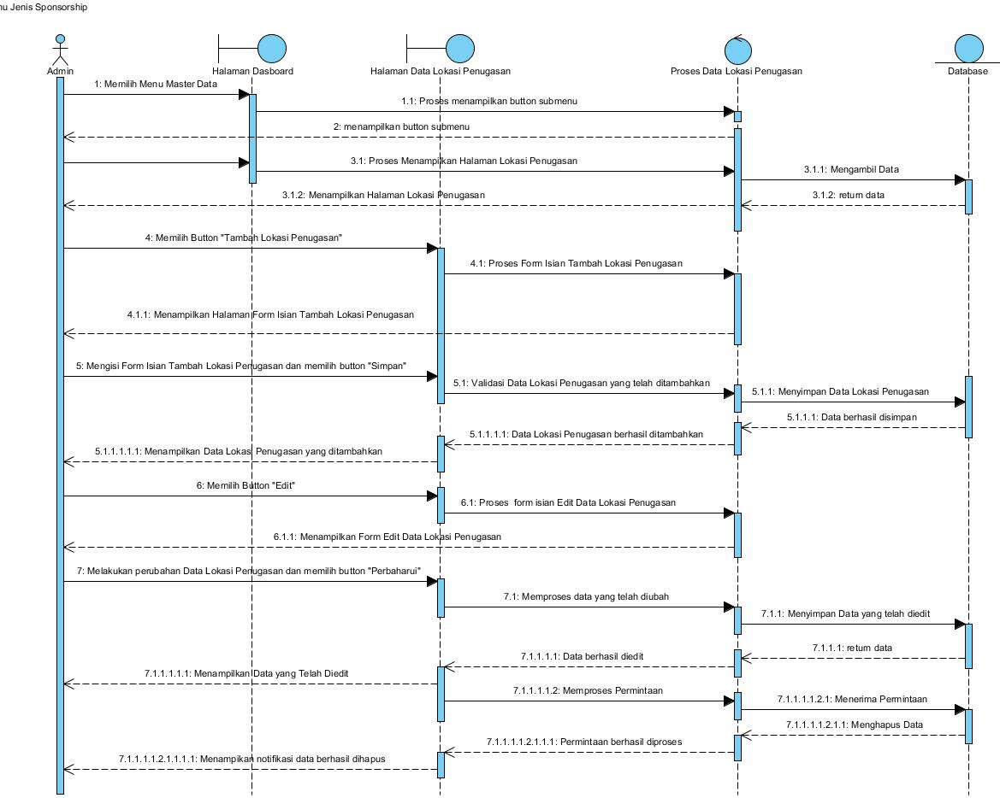 nu Jenis Sponsorship
Admin
Halaman Dasboard
Halaman Data Lokasi Penugasan
Proses Data Lokasi Penugasan
Database
1: Memilih Menu Master Data
1.1: Proses menampilkan button submenu
2: menampilkan button submenu
3.1: Proses Menampilkan Halaman Lokasi Penugasan
3.1.1: Mengambil Data
3.1.2: Menampilkan Halaman Lokasi Penugasan
3.1.2: return data
4: Memilih Button "Tambah Lokasi Penugasan"
4.1: Proses Form Isian Tambah Lokasi Penugasan
4.1.1: Menampilkan Halaman Form Isian Tambah Lokasi Penugasan
5: Mengisi Form Isian Tambah Lokasi Penugasan dan memilih button "Simpan"
5.1: Validasi Data Lokasi Penugasan yang telah ditambahkan
5.1.1: Menyimpan Data Lokasi Penugasan
5.1.1.1: Data berhasil disimpan
5.1.1.1.1: Data Lokasi Penugasan berhasil ditambahkan
5.1.1.1.1.1: Menampilkan Data Lokasi Penugasan yang ditambahkan
6: Memilih Button "Edit"
6.1: Proses  form isian Edit Data Lokasi Penugasan
6.1.1: Menampilkan Form Edit Data Lokasi Penugasan
7: Melakukan perubahan Data Lokasi Penugasan dan memilih button "Perbaharui"
7.1: Memproses data yang telah diubah
7.1.1: Menyimpan Data yang telah diedit
7.1.1.1: return data
7.1.1.1.1: Data berhasil diedit
7.1.1.1.1.1: Menampilkan Data yang Telah Diedit
7.1.1.1.1.2: Memproses Permintaan
7.1.1.1.1.2.1: Menerima Permintaan
7.1.1.1.1.2.1.1: Menghapus Data
7.1.1.1.1.2.1.1.1: Permintaan berhasil diproses
7.1.1.1.1.2.1.1.1.1: Menampikan notifikasi data berhasil dihapus